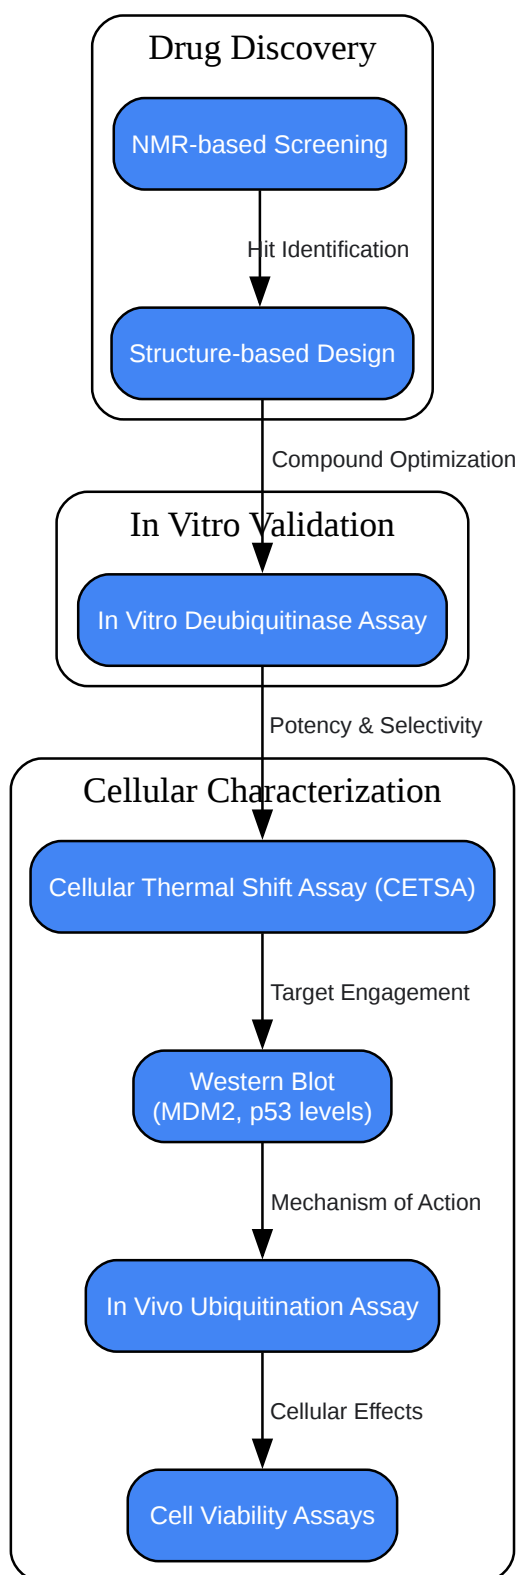 Drug Discovery
NMR-based Screening
Hit Identification
Structure-based Design
Compound Optimization
In Vitro Validation
In Vitro Deubiquitinase Assay
Potency & Selectivity
Cellular Characterization
Cellular Thermal Shift Assay (CETSA)
Target Engagement
Western Blot
(MDM2, p53 levels)
Mechanism of Action
In Vivo Ubiquitination Assay
Cellular Effects
Cell Viability Assays